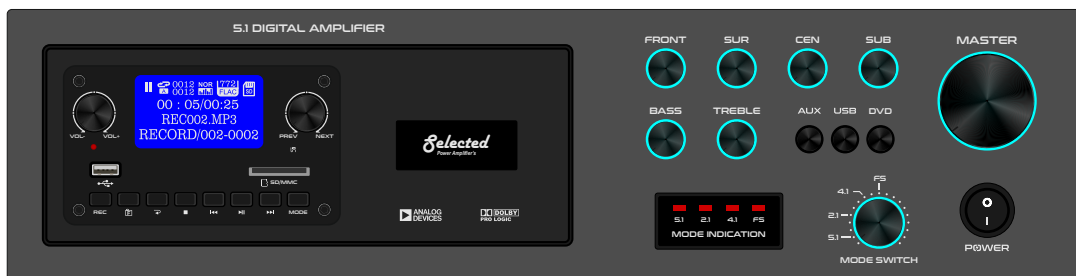 5.1 DIGITAL AMPLIFIER
0012 NOR 1772
A 0012 FLAC SD
00 : 05/00:25
REC002.MP3
RECORD/002-0002
VOL- VOL+
PREV NEXT
IR
SD/MMC
REC MODE
Selected
Power Amplifier's
ANALOG
DEVICES
DOLBY
PRO LOGIC
FRONT SUR CEN SUB
BASS TREBLE AUX USB DVD
MASTER
5.1 2.1 4.1 FS
MODE INDICATION
FS
4.1
2.1
5.1
MODE SWITCH
POWER